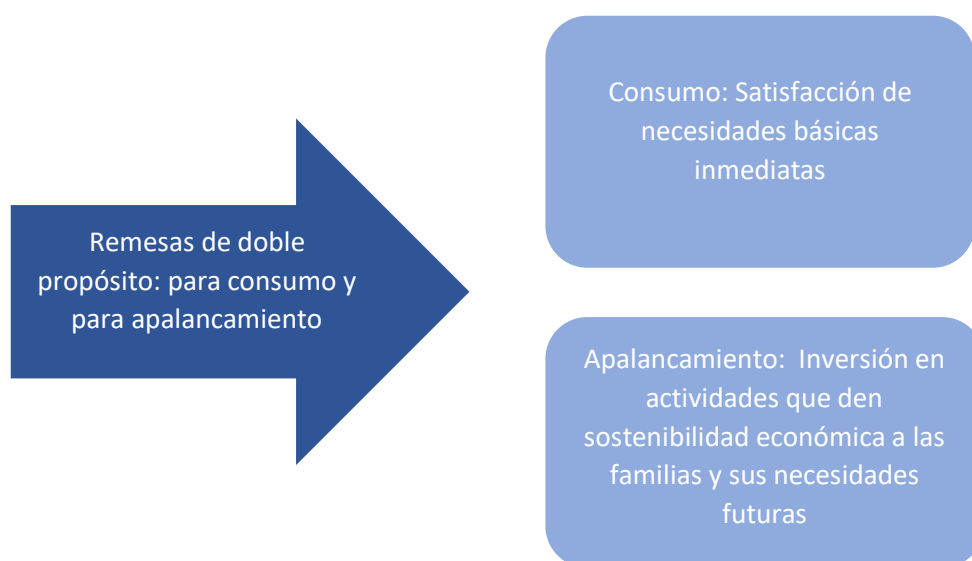 Remesas de doble
propósito: para consumo y
para apalancamiento
Consumo: Satisfacción de
necesidades básicas
inmediatas
Apalancamiento:  Inversión en
actividades que den
sostenibilidad económica a las
familias y sus necesidades
futuras